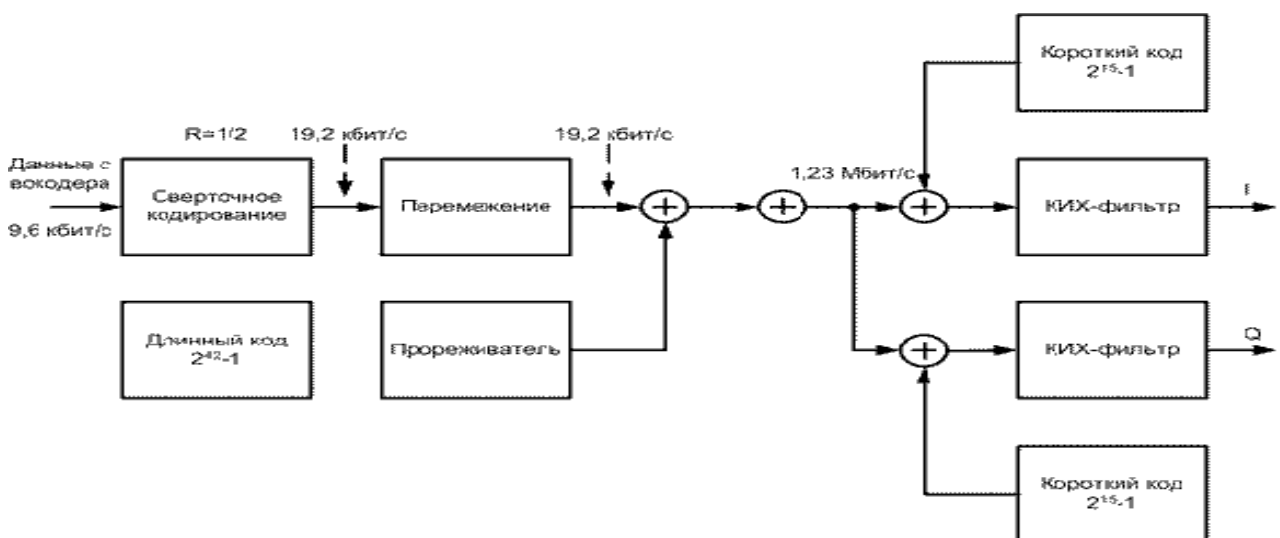 Короткий код
2¹⁵-1
R=1/2
19,2 кбит/с
19,2 кбит/с
Данные с
вокодера
9,6 кбит/с
Сверточное
кодирование
Перемежение
1,23 Мбит/с
КИХ-фильтр
I
Длинный код
2⁴²-1
Прореживатель
КИХ-фильтр
Q
Короткий код
2¹⁵-1